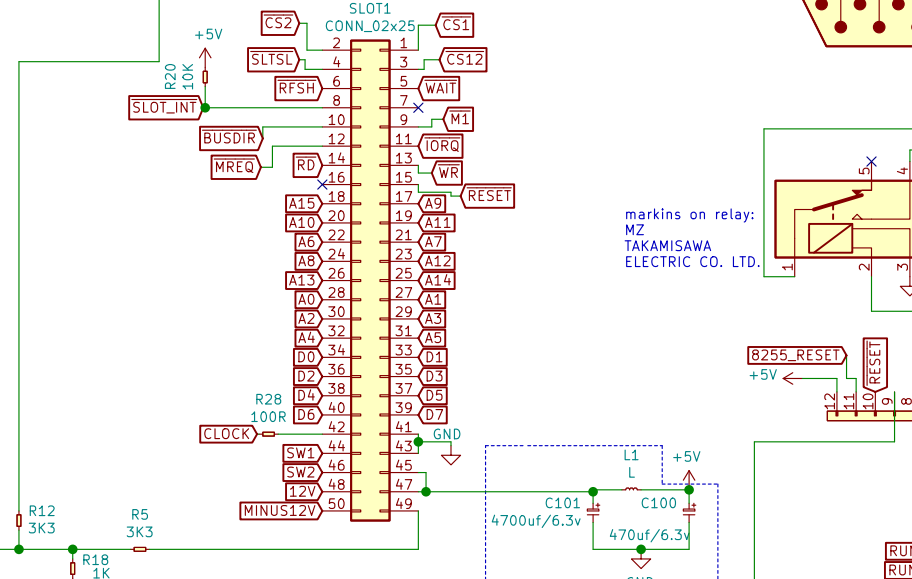 SLOT1
CONN_02x25
CS2
CS1
+5V
2
1
SLTSL
4
3
CS12
R20
10K
RFSH
6
5
WAIT
SLOT_INT
8
7
10
9
M1
BUSDIR
12
11
IORQ
MREQ
RD
14
13
WR
16
15
RESET
A15
18
17
A9
A10
20
19
A11
A6
22
21
A7
A8
24
23
A12
A13
26
25
A14
A0
28
27
A1
A2
30
29
A3
A4
32
31
A5
D0
34
33
D1
D2
36
35
D3
D4
38
37
D5
D6
40
39
D7
R28
100R
CLOCK
42
41
GND
SW1
44
43
SW2
46
45
12V
48
47
MINUS12V
50
49
markins on relay:
MZ
TAKAMISAWA
ELECTRIC CO. LTD.
5
4
1
2
3
8255_RESET
RESET
+5V
12
11
10
9
8
L1
L
+5V
C101
4700uf/6.3v
C100
470uf/6.3v
R12
3K3
R5
3K3
R18
1K
RUN
RUN